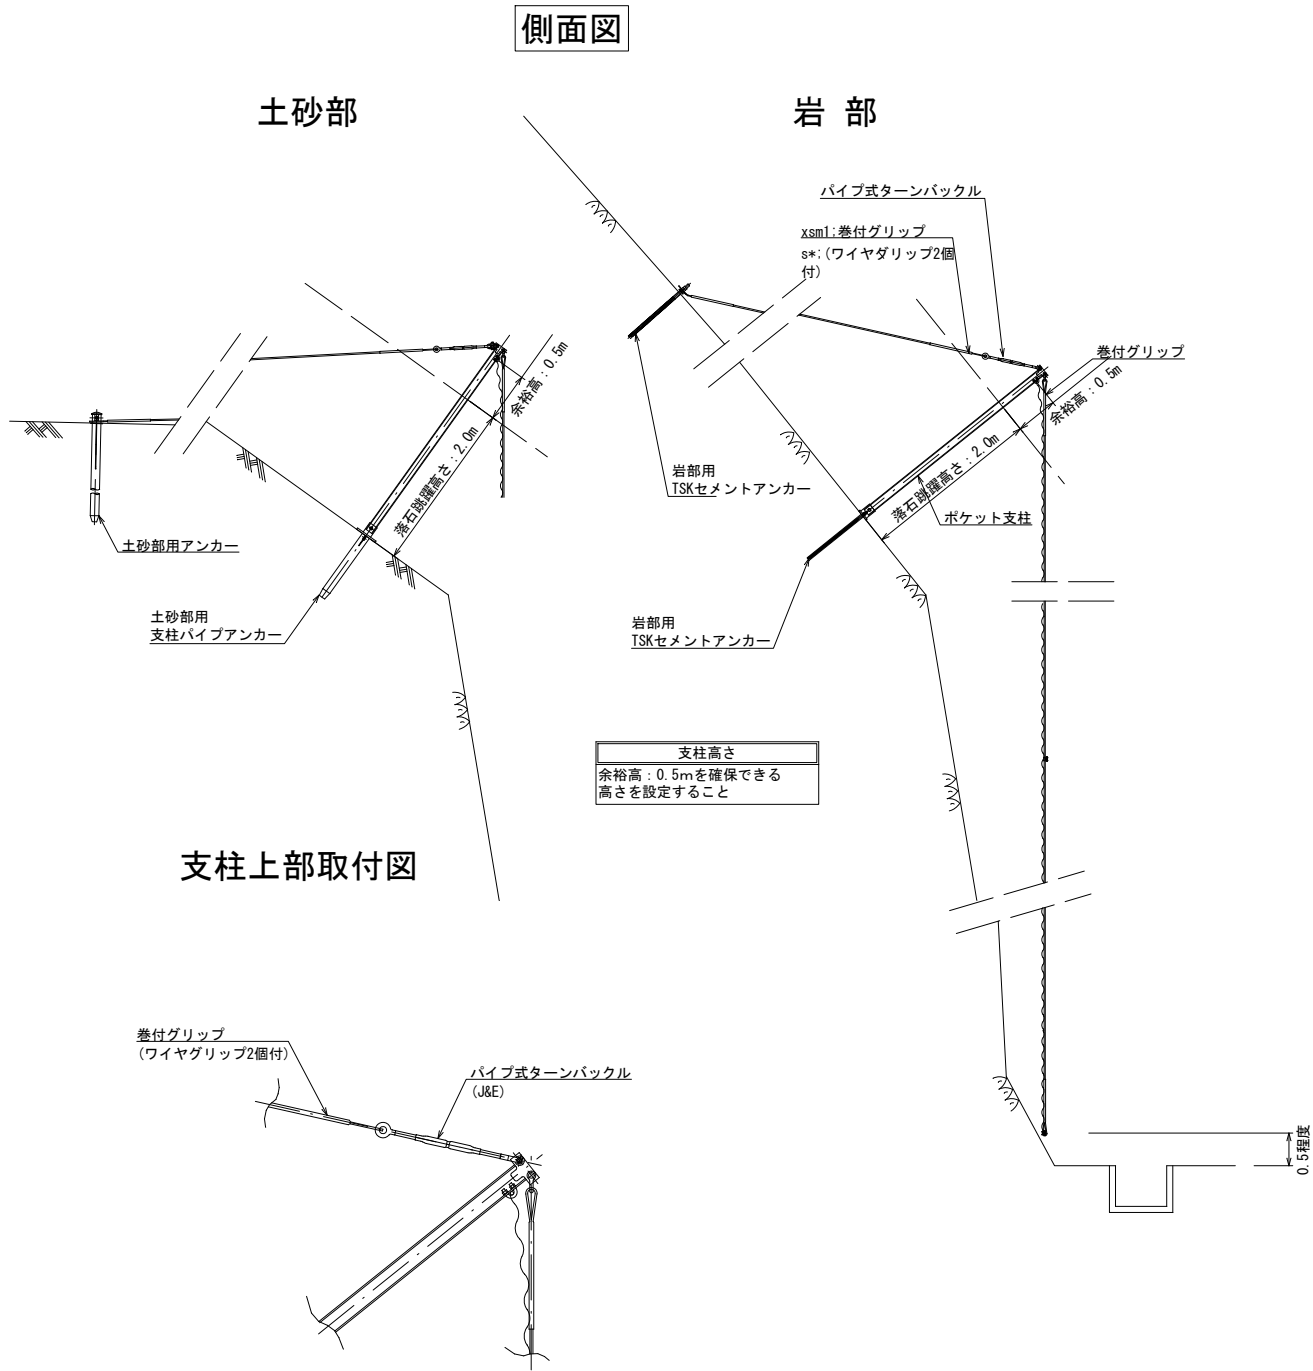 側面図
土砂部
岩 部
パイプ式ターンバックル
xsm1;巻付グリップ
s*;(ワイヤダリップ2個
付)
巻付グリップ
余裕高：0.5m
落石跳躍高さ：2.0m
余裕高：0.5m
落石跳躍高さ：2.0m
岩部用
TSKセメントアンカー
ポケット支柱
土砂部用アンカー
土砂部用
支柱パイプアンカー
岩部用
TSKセメントアンカー
支柱高さ
余裕高：0.5mを確保できる
高さを設定すること
支柱上部取付図
巻付グリップ
(ワイヤグリップ2個付)
パイプ式ターンバックル
(J&E)
0.5程度